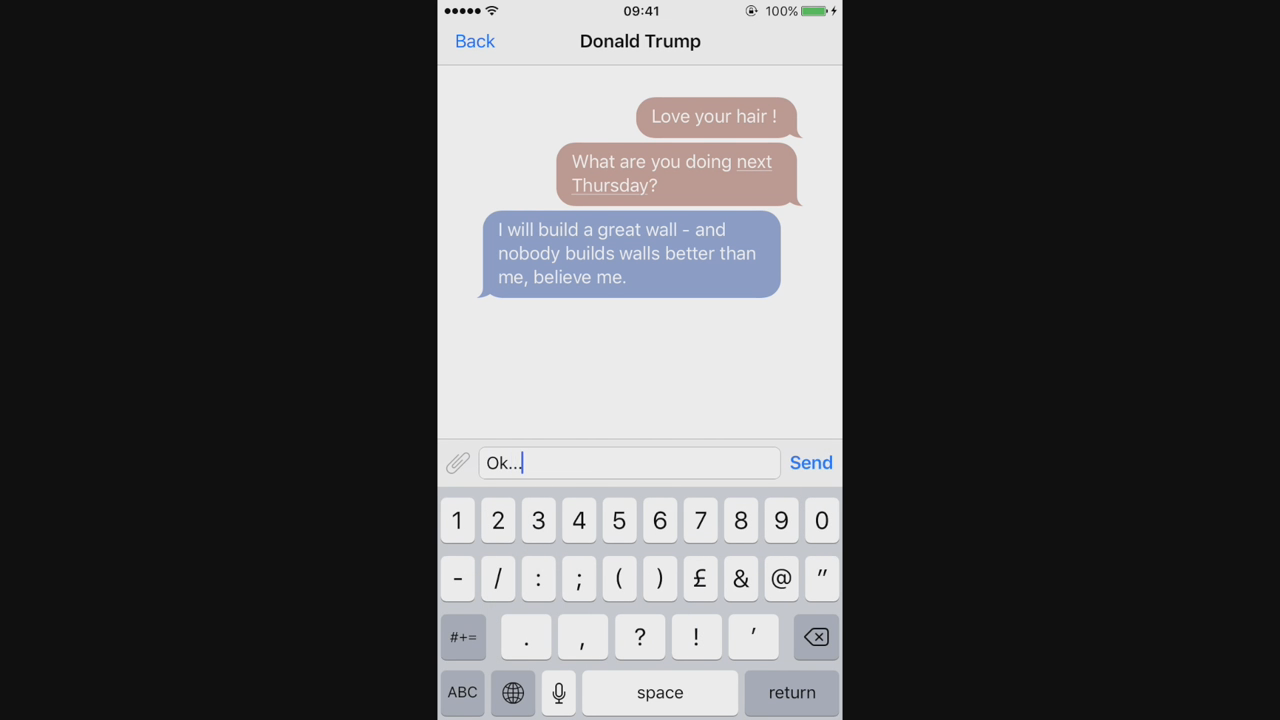 09:41
100%
Back
Donald Trump
Love your hair !
What are you doing next
Thursday?
I will build a great wall - and
nobody builds walls better than
me, believe me.
Ok...
Send
1 2 3 4 5 6 7 8 9 0
- / : ; ( ) £ & @ "
#+= . , ? ! '
ABC space return